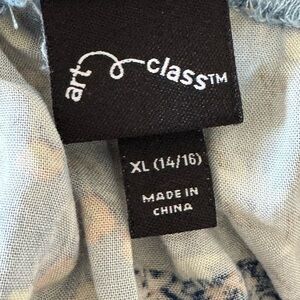 art class™
XL (14/16)
MADE IN
CHINA